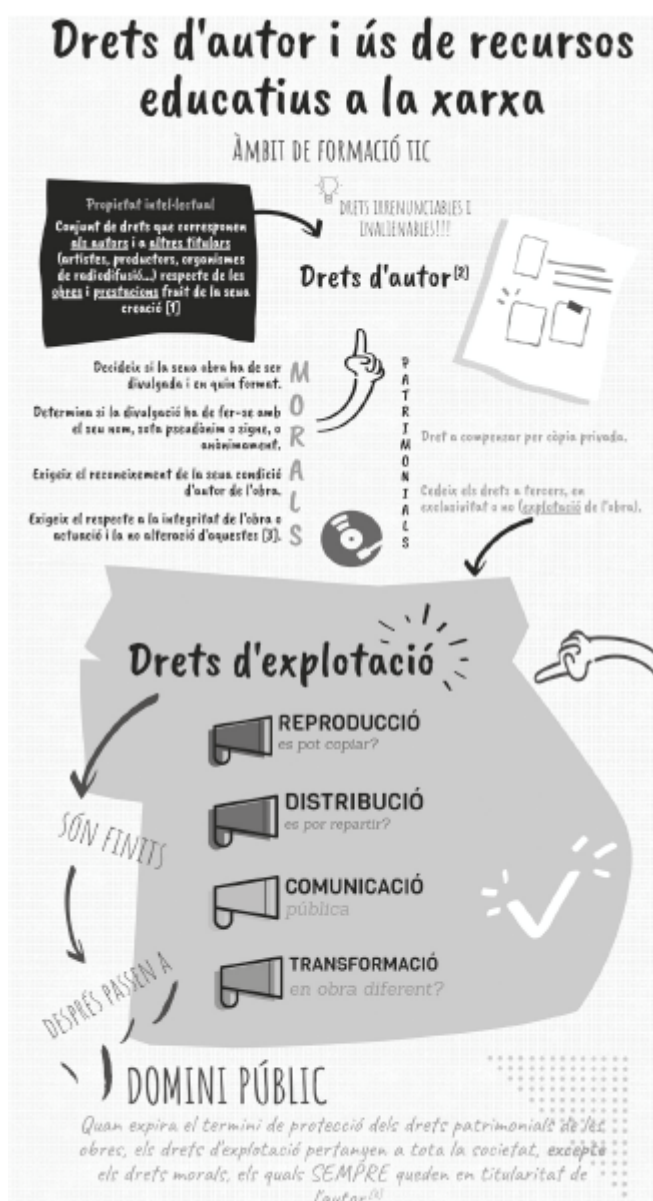 Drets d'autor i ús de recursos
educatius a la xarxa
ÀMBIT DE FORMACIÓ TIC
Propietat intel·lectual
Conjunt de drets que corresponen
als autors i a altres titulars
(artistes, productors, organismes
de radiodifusió...) respecte de les
obres i prestacions fruit de la seua
creació [1]
DRETS IRRENUNCIABLES I
INALIENABLES!!!
Drets d'autor[2]
MORALS
Decideix si la seua obra ha de ser
divulgada i en quin format.
Determina si la divulgació ha de fer-se amb
el seu nom, sota pseudònim o signe, o
anònimament.
Exigeix el reconeixement de la seua condició
d'autor de l'obra.
Exigeix el respecte a la integritat de l'obra o
actuació i la no alteració d'aquestes [3].
PATRIMONIALS
Dret a compensar per còpia privada.
Cedeix els drets a tercers, en
exclusivitat o no (explotació de l'obra).
Drets d'explotació
REPRODUCCIÓ
es pot copiar?
DISTRIBUCIÓ
es por repartir?
COMUNICACIÓ
pública
TRANSFORMACIÓ
en obra diferent?
SÓN FINITS
DESPRÉS PASSEN A
DOMINI PÚBLIC
Quan expira el termini de protecció dels drets patrimonials de les
obres, els drets d'explotació pertanyen a tota la societat, excepte
els drets morals, els quals SEMPRE queden en titularitat de
l'autor